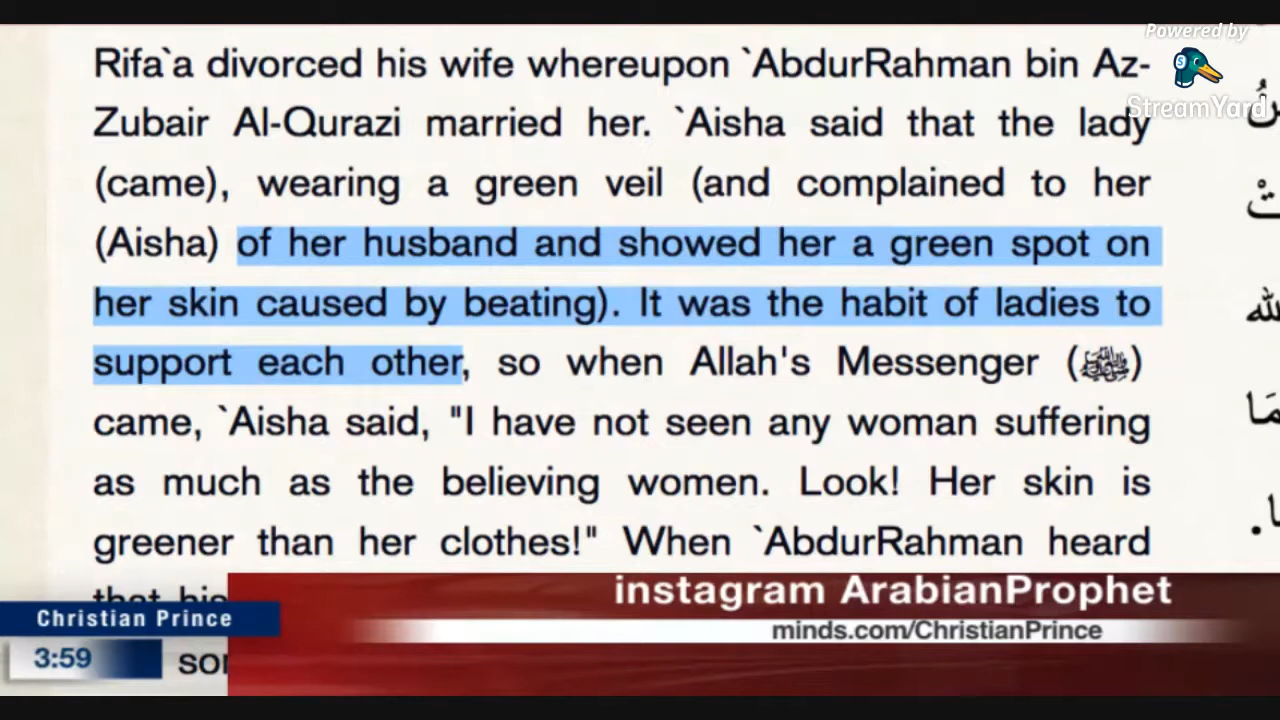 Powered by
StreamYard
Rifa`a divorced his wife whereupon `AbdurRahman bin Az-
Zubair Al-Qurazi married her. `Aisha said that the lady
(came), wearing a green veil (and complained to her
(Aisha) of her husband and showed her a green spot on
her skin caused by beating). It was the habit of ladies to
support each other, so when Allah's Messenger (ﷺ)
came, `Aisha said, "I have not seen any woman suffering
as much as the believing women. Look! Her skin is
greener than her clothes!" When `AbdurRahman heard
instagram ArabianProphet
Christian Prince
minds.com/ChristianPrince
3:59